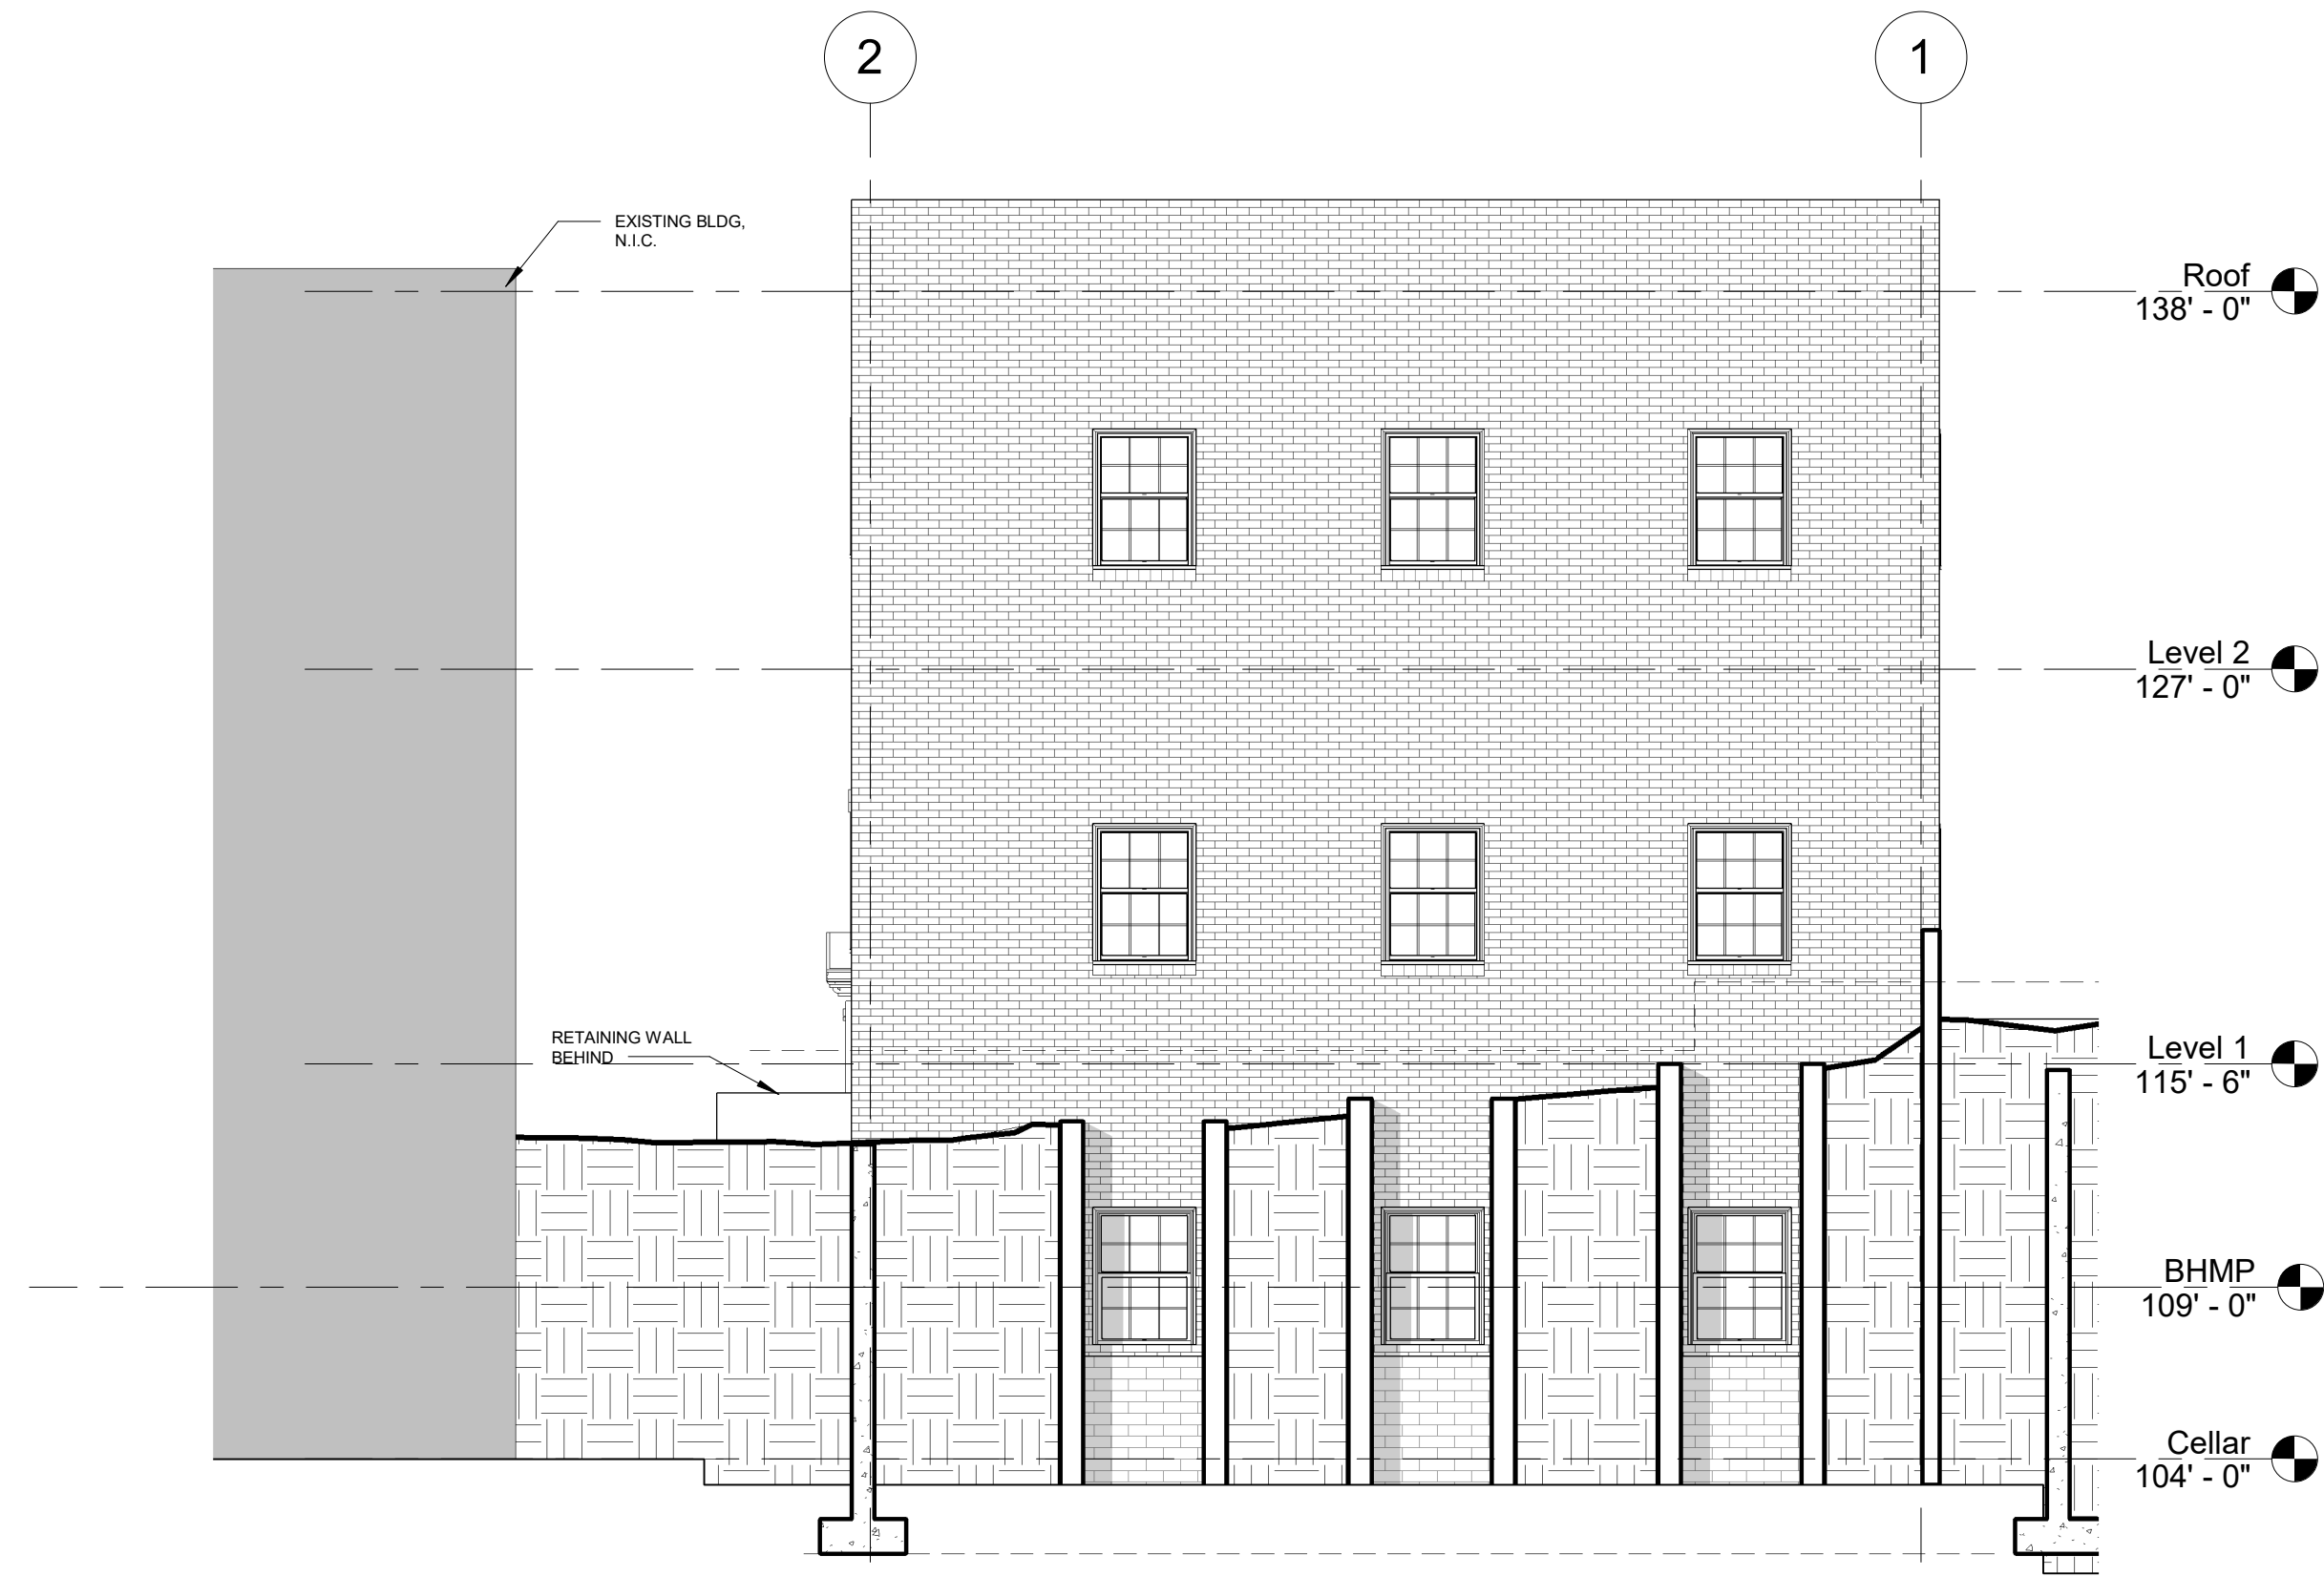 2
1
EXISTING BLDG,
N.I.C.
Roof
138' - 0"
Level 2
127' - 0"
RETAINING WALL
BEHIND
Level 1
115' - 6"
BHMP
109' - 0"
Cellar
104' - 0"